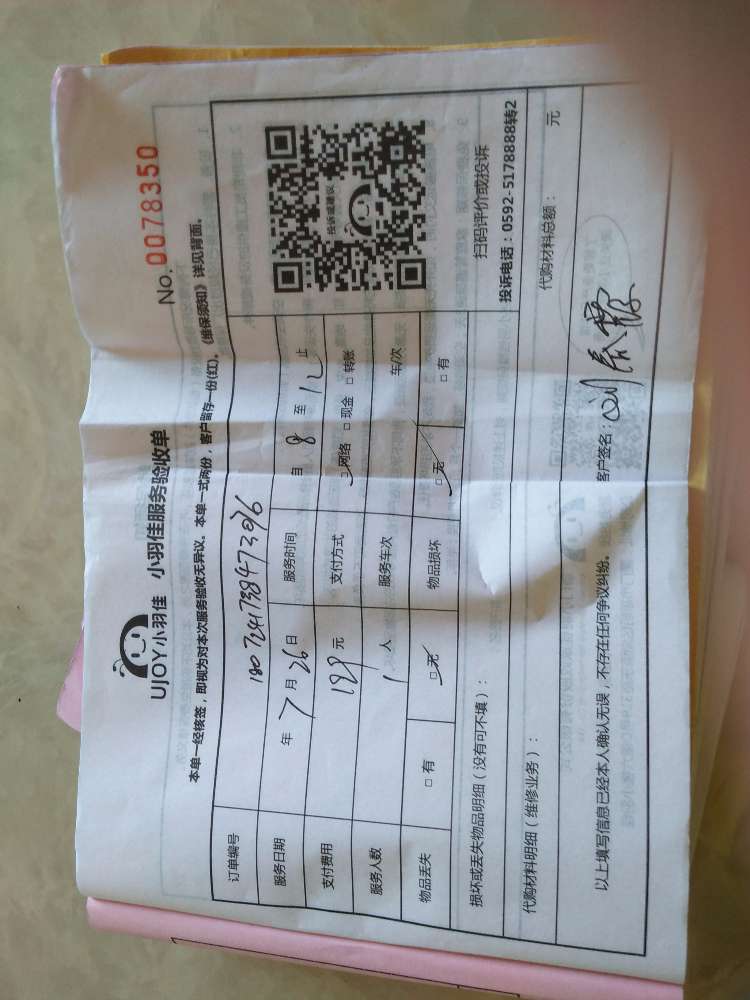 No. 0078350
UJOY小羽佳 小羽佳服务验收单
本单一经核签，即视为对本次服务验收无异议。本单一式两份，客户留存一份(红)。《维保须知》详见背面。
订单编号
服务日期 年 7 月 26 日 服务时间 自 8 至 12 止
支付费用 元 支付方式 □ 网络 □ 现金 □ 转账
服务人数 1 人 服务车次 车/次
物品丢失 □ 有 □ 无 物品损坏 □ 无 □ 有
投诉或建议
扫码评价或投诉
投诉电话：0592-5178888转2
损坏或丢失物品明细（没有可不填）：
代购材料明细（维修业务）： 代购材料总额： 元
以上填写信息已经本人确认无误，不存在任何争议纠纷。 客户签名：